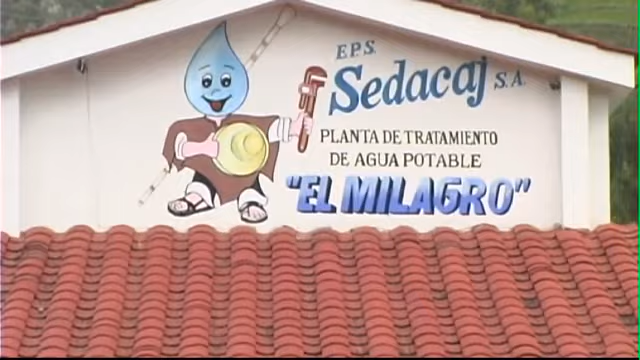 E.P.S.
Sedacaj S.A.
PLANTA DE TRATAMIENTO
DE AGUA POTABLE
"EL MILAGRO"